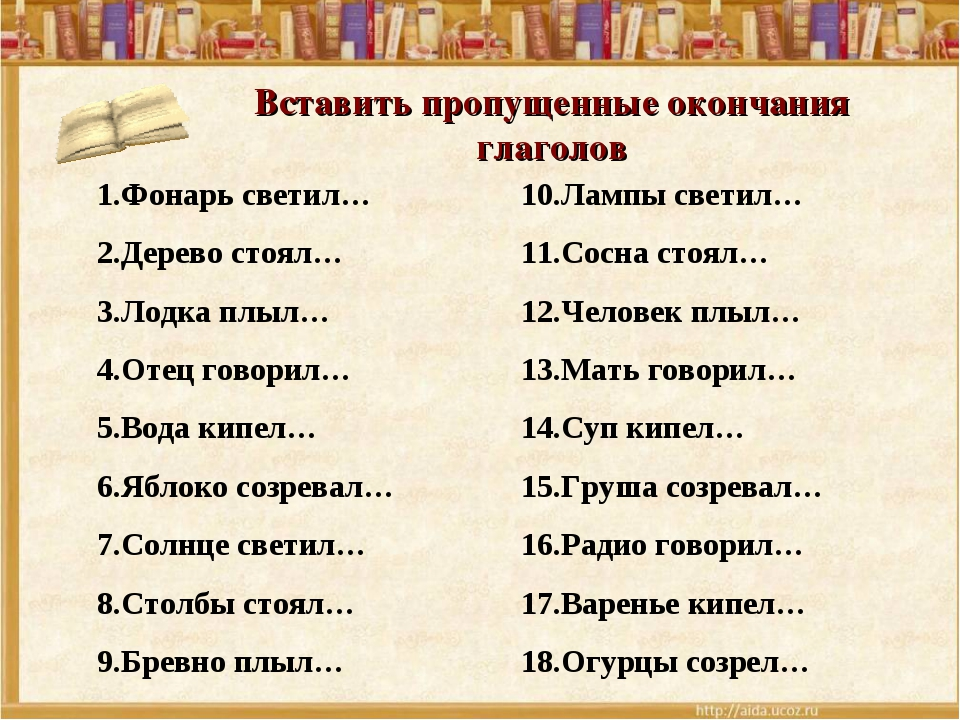 Вставить пропущенные окончания
глаголов
1.Фонарь светил…
2.Дерево стоял…
3.Лодка плыл…
4.Отец говорил…
5.Вода кипел…
6.Яблоко созревал…
7.Солнце светил…
8.Столбы стоял…
9.Бревно плыл…
10.Лампы светил…
11.Сосна стоял…
12.Человек плыл…
13.Мать говорил…
14.Суп кипел…
15.Груша созревал…
16.Радио говорил…
17.Варенье кипел…
18.Огурцы созрел…
http://aida.ucoz.ru